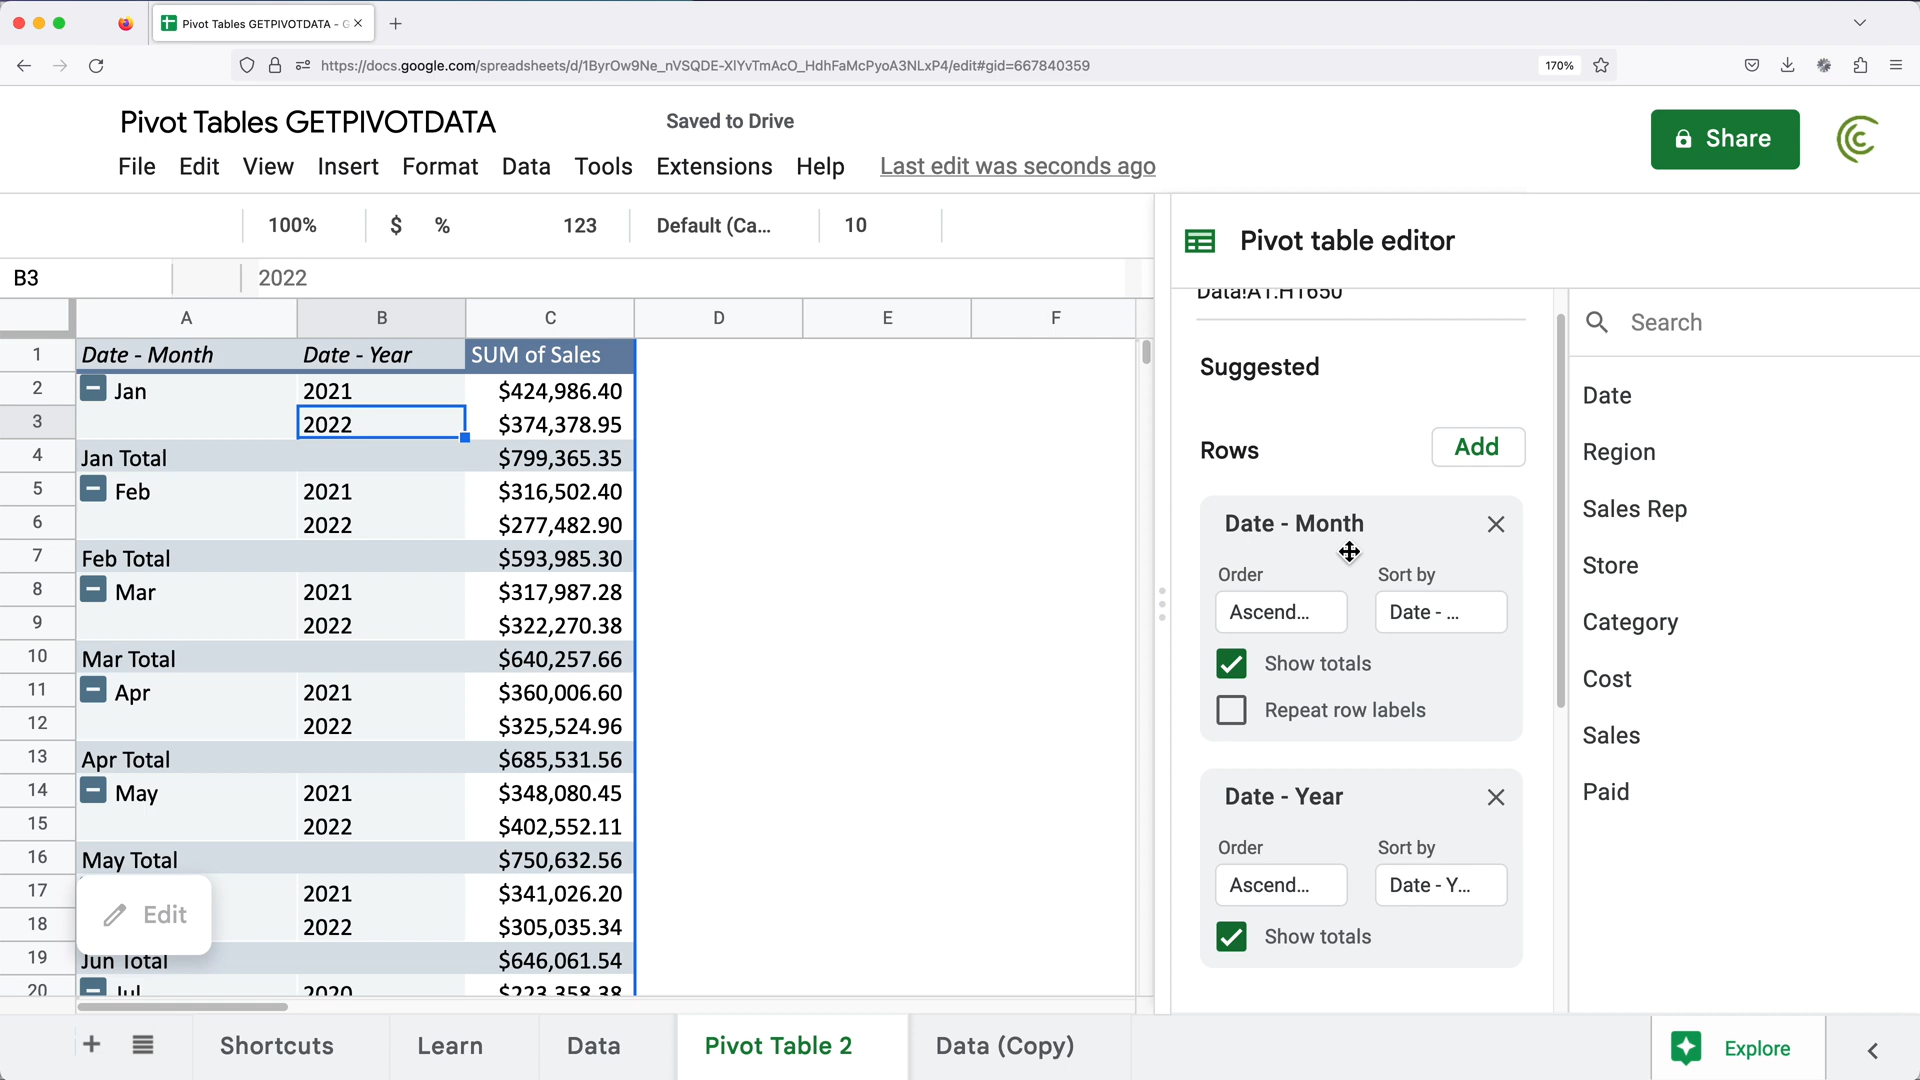 Pivot Tables GETPIVOTDATA - G
https://docs.google.com/spreadsheets/d/1ByrOw9Ne_nVSQDE-XlYvTmAcO_HdhFaMcPyoA3NLxP4/edit#gid=667840359
170%
Pivot Tables GETPIVOTDATA
Saved to Drive
Share
File Edit View Insert Format Data Tools Extensions Help Last edit was seconds ago
100% $ % 123 Default (Ca... 10
B3 2022
A B C D E F
1 Date - Month Date - Year SUM of Sales
2 Jan 2021 $424,986.40
3 2022 $374,378.95
4 Jan Total $799,365.35
5 Feb 2021 $316,502.40
6 2022 $277,482.90
7 Feb Total $593,985.30
8 Mar 2021 $317,987.28
9 2022 $322,270.38
10 Mar Total $640,257.66
11 Apr 2021 $360,006.60
12 2022 $325,524.96
13 Apr Total $685,531.56
14 May 2021 $348,080.45
15 2022 $402,552.11
16 May Total $750,632.56
17 2021 $341,026.20
18 2022 $305,035.34
Edit
19 Jun Total $646,061.54
20 Jul 2020 $223,358.38
Pivot table editor
Data!A1:H1650
Suggested
Rows
Add
Date - Month
Order Sort by
Ascend... Date - ...
Show totals
Repeat row labels
Date - Year
Order Sort by
Ascend... Date - Y...
Show totals
Search
Date
Region
Sales Rep
Store
Category
Cost
Sales
Paid
Shortcuts Learn Data Pivot Table 2 Data (Copy)
Explore